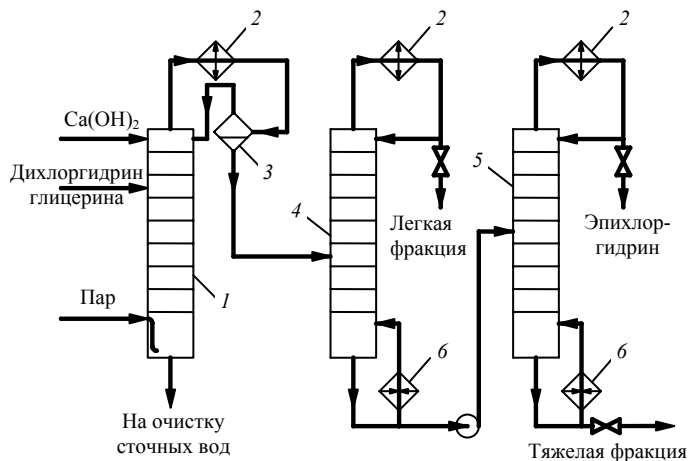 2
2
2
Ca(OH)₂
3
5
Дихлоргидрин
глицерина
4
Легкая
фракция
Эпихлор-
гидрин
Пар
1
6
6
На очистку
сточных вод
Тяжелая фракция